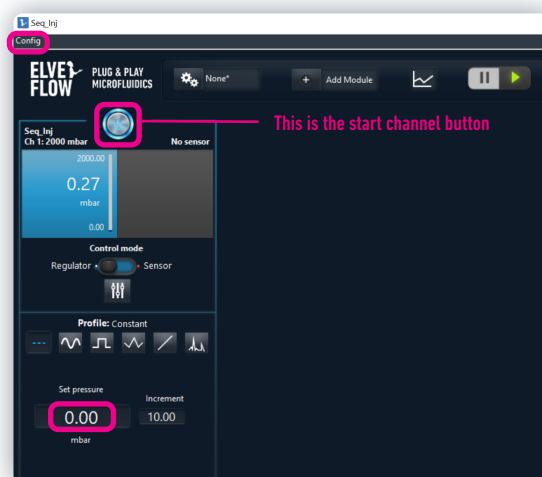 Seq_Inj
Config
ELVE FLOW PLUG & PLAY MICROFLUIDICS
None*
+ Add Module
This is the start channel button
Seq_Inj
Ch 1: 2000 mbar No sensor
2000.00
0.27
mbar
0.00
Control mode
Regulator Sensor
Profile: Constant
Set pressure
Increment
0.00 10.00
mbar